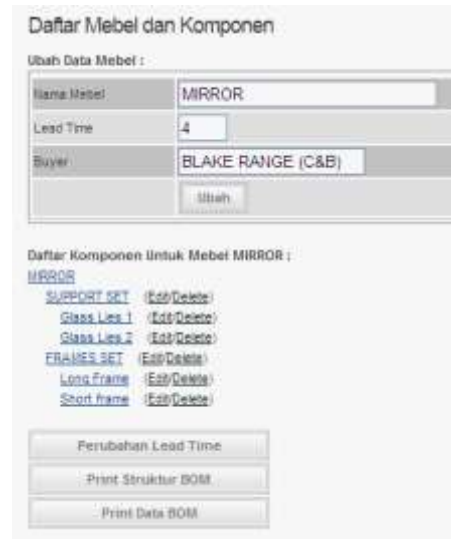 Daftar Mebel dan Komponen
Ubah Data Mebel :
Nama Mebel MIRROR
Lead Time 4
Buyer BLAKE RANGE (C&B)
Ubah
Daftar Komponen Untuk Mebel MIRROR :
MIRROR
SUPPORT SET (Edit/Delete)
Glass Lies 1 (Edit/Delete)
Glass Lies 2 (Edit/Delete)
FRAMES SET (Edit/Delete)
Long Frame (Edit/Delete)
Short frame (Edit/Delete)
Perubahan Lead Time
Print Struktur BOM
Print Data BOM